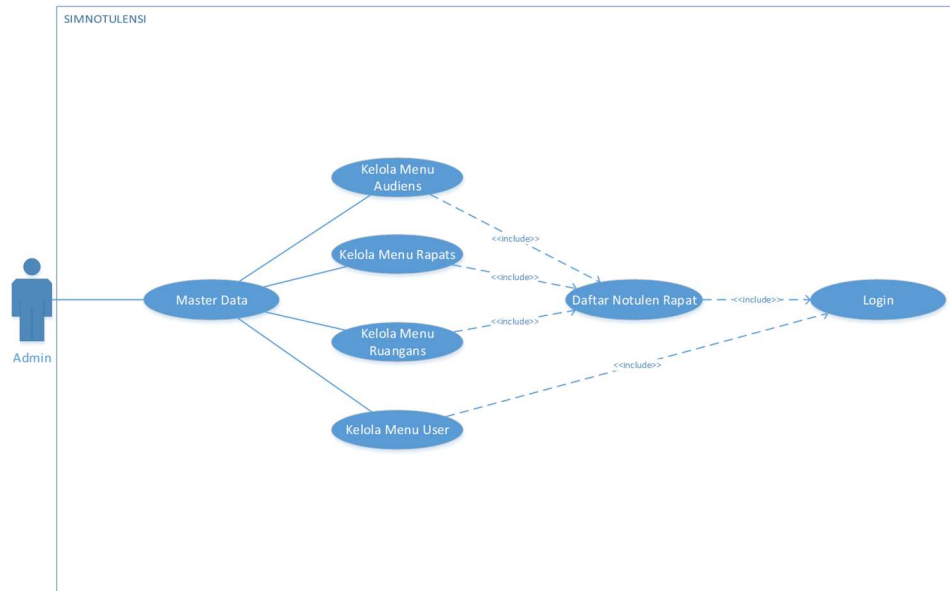 SIMNOTULENSI
Kelola Menu
Audiens
<<include>>
Kelola Menu Rapats
<<include>>
Admin
Master Data
Daftar Notulen Rapat
<<include>>
Login
<<include>>
Kelola Menu
Ruangans
<<include>>
Kelola Menu User